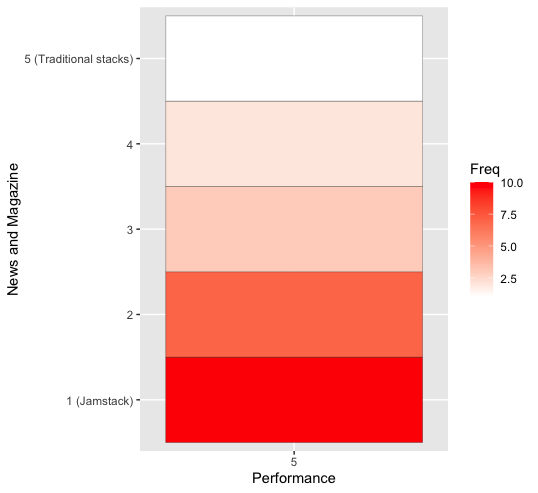 5 (Traditional stacks)
4
3
2
1 (Jamstack)
News and Magazine
5
Performance
Freq
10.0
7.5
5.0
2.5